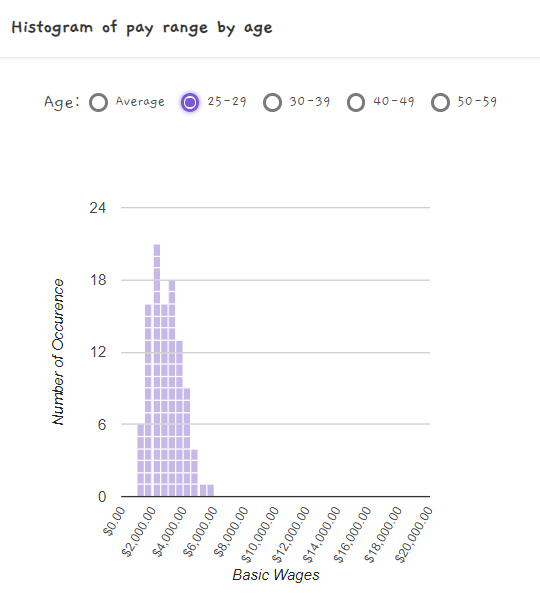 Histogram of pay range by age
Age: Average 25-29 30-39 40-49 50-59
24
18
12
6
0
Number of Occurence
$0.00 $2,000.00 $4,000.00 $6,000.00 $8,000.00 $10,000.00 $12,000.00 $14,000.00 $16,000.00 $18,000.00 $20,000.00
Basic Wages